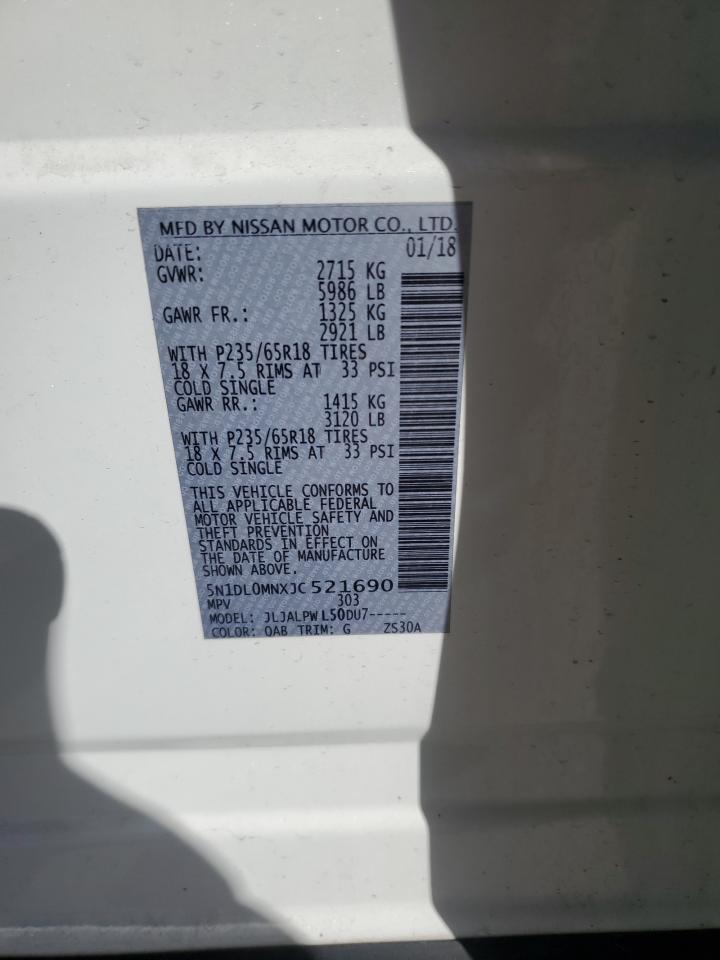 MFD BY NISSAN MOTOR CO., LTD.
DATE: 01/18
GVWR: 2715 KG
5986 LB
GAWR FR.: 1325 KG
2921 LB
WITH P235/65R18 TIRES
18 X 7.5 RIMS AT 33 PSI
COLD SINGLE
GAWR RR.: 1415 KG
3120 LB
WITH P235/65R18 TIRES
18 X 7.5 RIMS AT 33 PSI
COLD SINGLE
THIS VEHICLE CONFORMS TO
ALL APPLICABLE FEDERAL
MOTOR VEHICLE SAFETY AND
THEFT PREVENTION
STANDARDS IN EFFECT ON
THE DATE OF MANUFACTURE
SHOWN ABOVE.
5N1DL0MNXJC 521690
MPV 303
MODEL: JLJALPW L50DU7-----
COLOR: QAB TRIM: G ZS30A